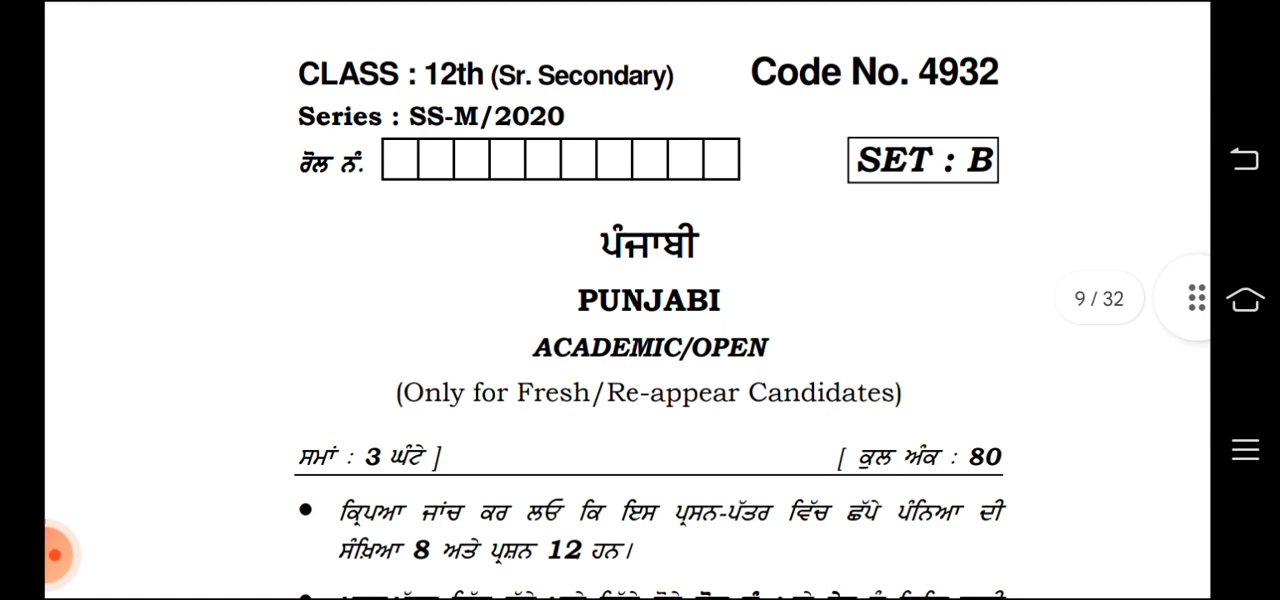 CLASS : 12th (Sr. Secondary) Code No. 4932
Series : SS-M/2020
ਰੋਲ ਨੰ. SET : B
ਪੰਜਾਬੀ
PUNJABI
ACADEMIC/OPEN
(Only for Fresh/Re-appear Candidates)
9 / 32
ਸਮਾਂ : 3 ਘੰਟੇ ] [ ਕੁਲ ਅੰਕ : 80
• ਕ੍ਰਿਪਆ ਜਾਂਚ ਕਰ ਲਓ ਕਿ ਇਸ ਪ੍ਰਸਨ-ਪੱਤਰ ਵਿੱਚ ਛੱਪੇ ਪੰਨਿਆ ਦੀ
ਸੰਖ਼ਿਆ 8 ਅਤੇ ਪ੍ਰਸ਼ਨ 12 ਹਨ।